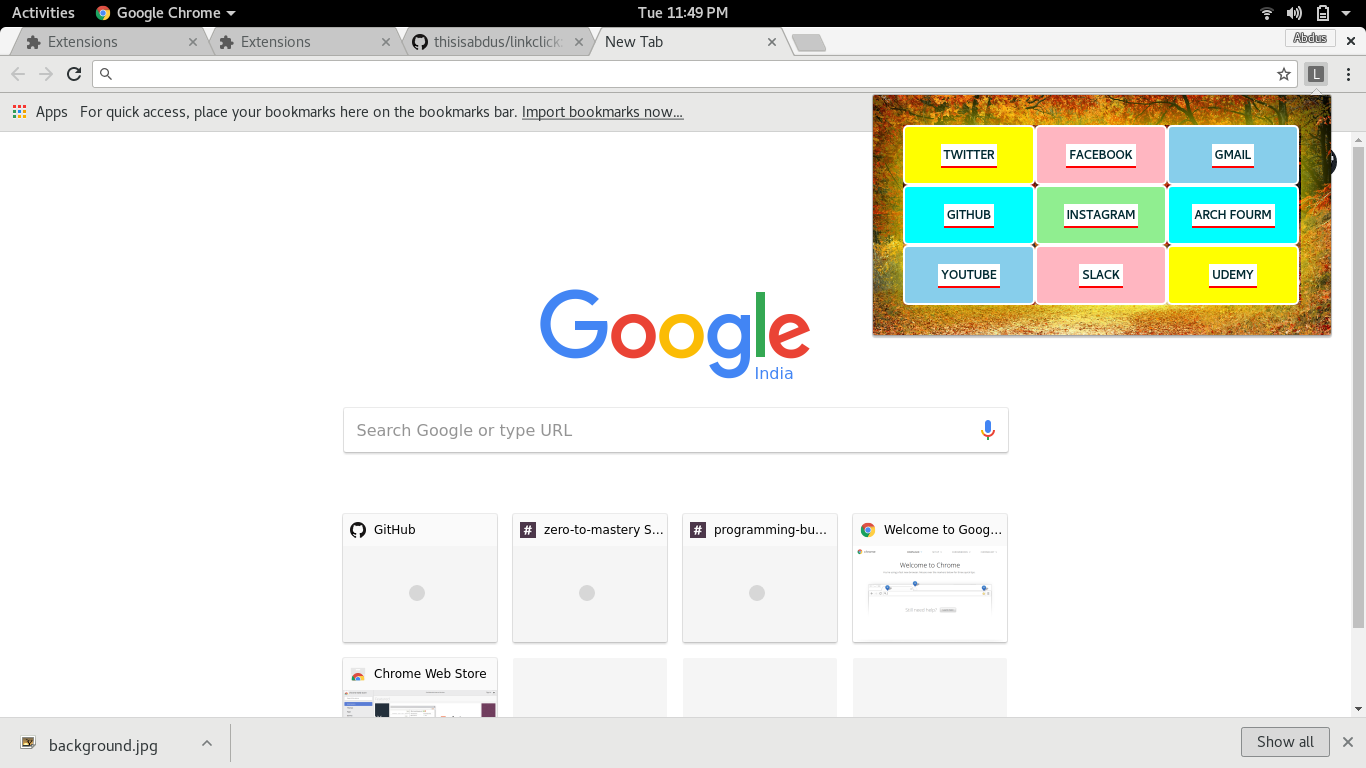 Activities Google Chrome Tue 11:49 PM
Extensions Extensions thisisabdus/linkclick New Tab Abdus
L
Apps For quick access, place your bookmarks here on the bookmarks bar. Import bookmarks now...
TWITTER FACEBOOK GMAIL
GITHUB INSTAGRAM ARCH FOURM
YOUTUBE SLACK UDEMY
Google
India
Search Google or type URL
GitHub # zero-to-mastery S... # programming-bu... Welcome to Goog...
Welcome to Chrome
Chrome Web Store
background.jpg Show all